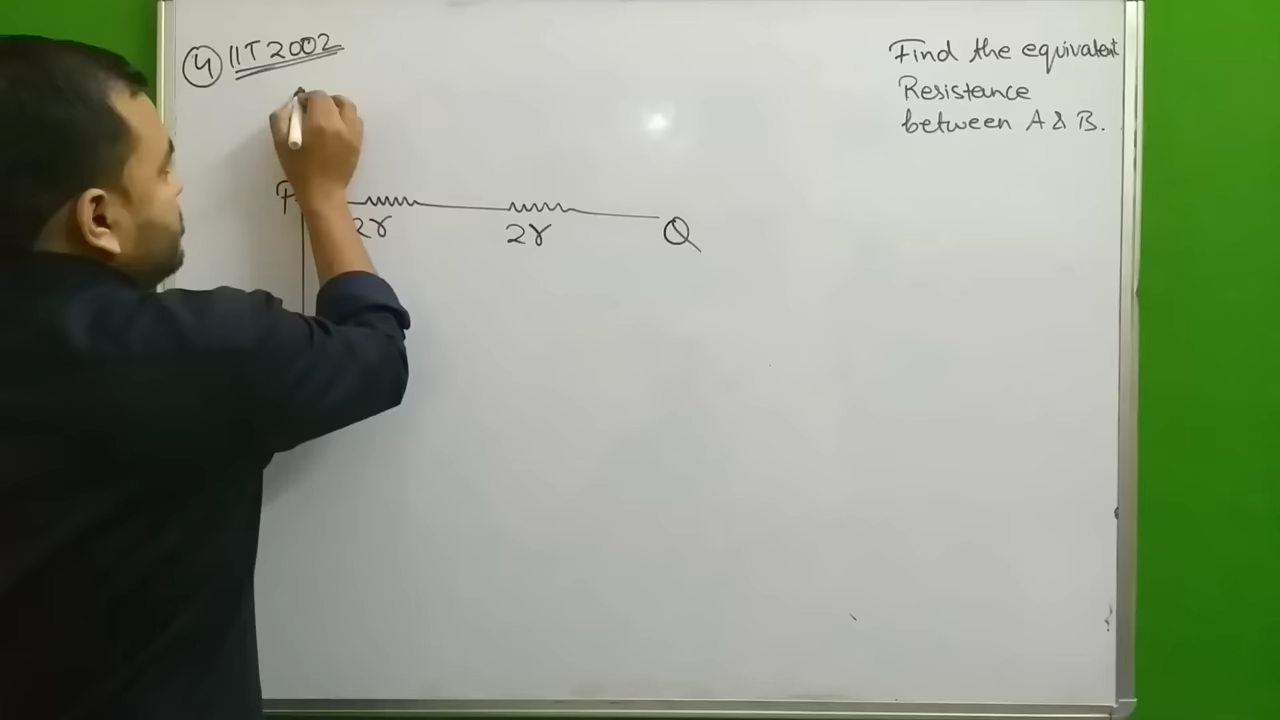 4 IIT 2002
Find the equivalent
Resistance
between A & B.
P
2r 2r Q